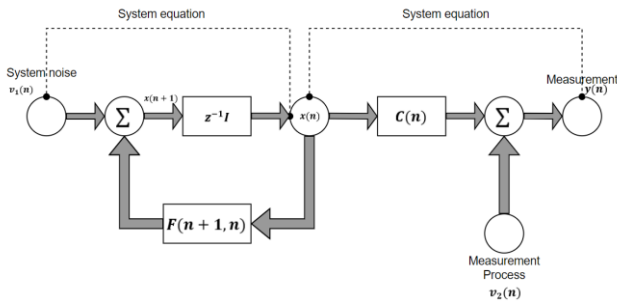 System equation
System equation
System noise
v₁(n)
Σ
x(n + 1)
z⁻¹I
x(n)
C(n)
Σ
Measurement
y(n)
F(n + 1, n)
Measurement
Process
v₂(n)